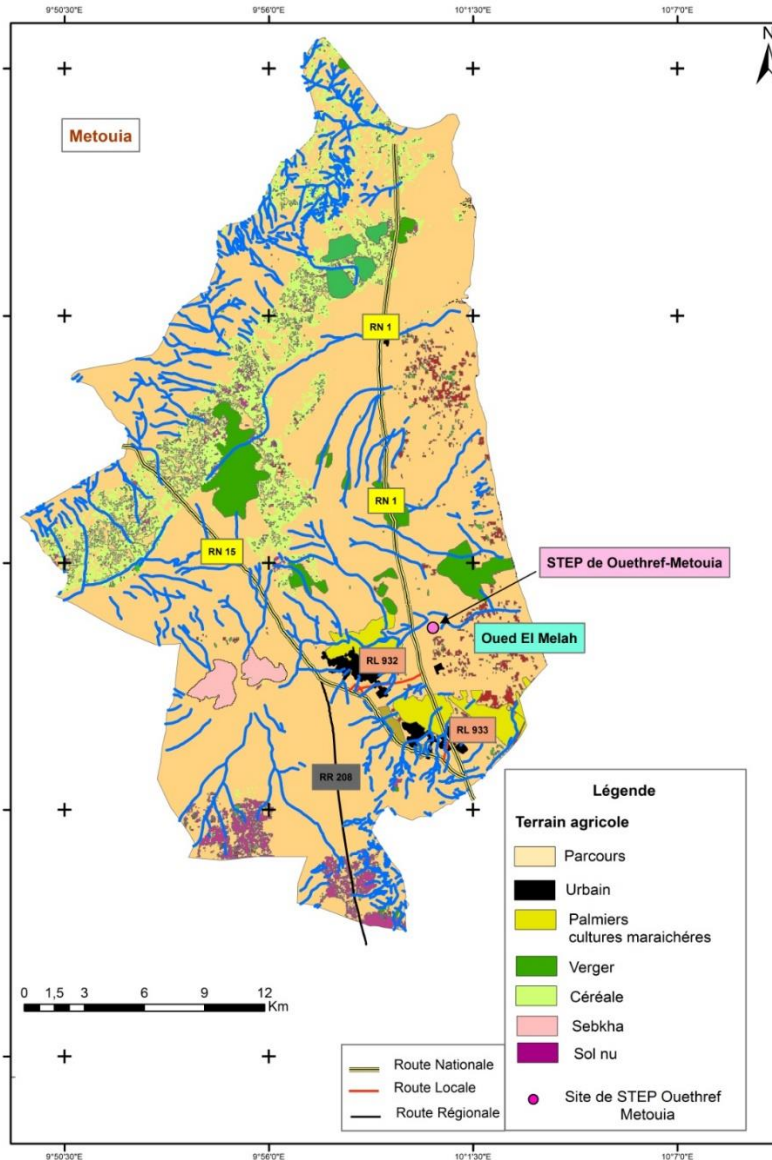 9°50'30"E 9°56'0"E 10°1'30"E 10°7'0"E
N
Metouia
RN 1
RN 1
RN 15
STEP de Ouethref-Metouia
Oued El Melah
RL 932
RL 933
RR 208
Légende
Terrain agricole
Parcours
Urbain
Palmiers
cultures maraichéres
Verger
Céréale
Sebkha
Sol nu
Site de STEP Ouethref
Metouia
0 1,5 3 6 9 12
Km
Route Nationale
Route Locale
Route Régionale
9°50'30"E 9°56'0"E 10°1'30"E 10°7'0"E